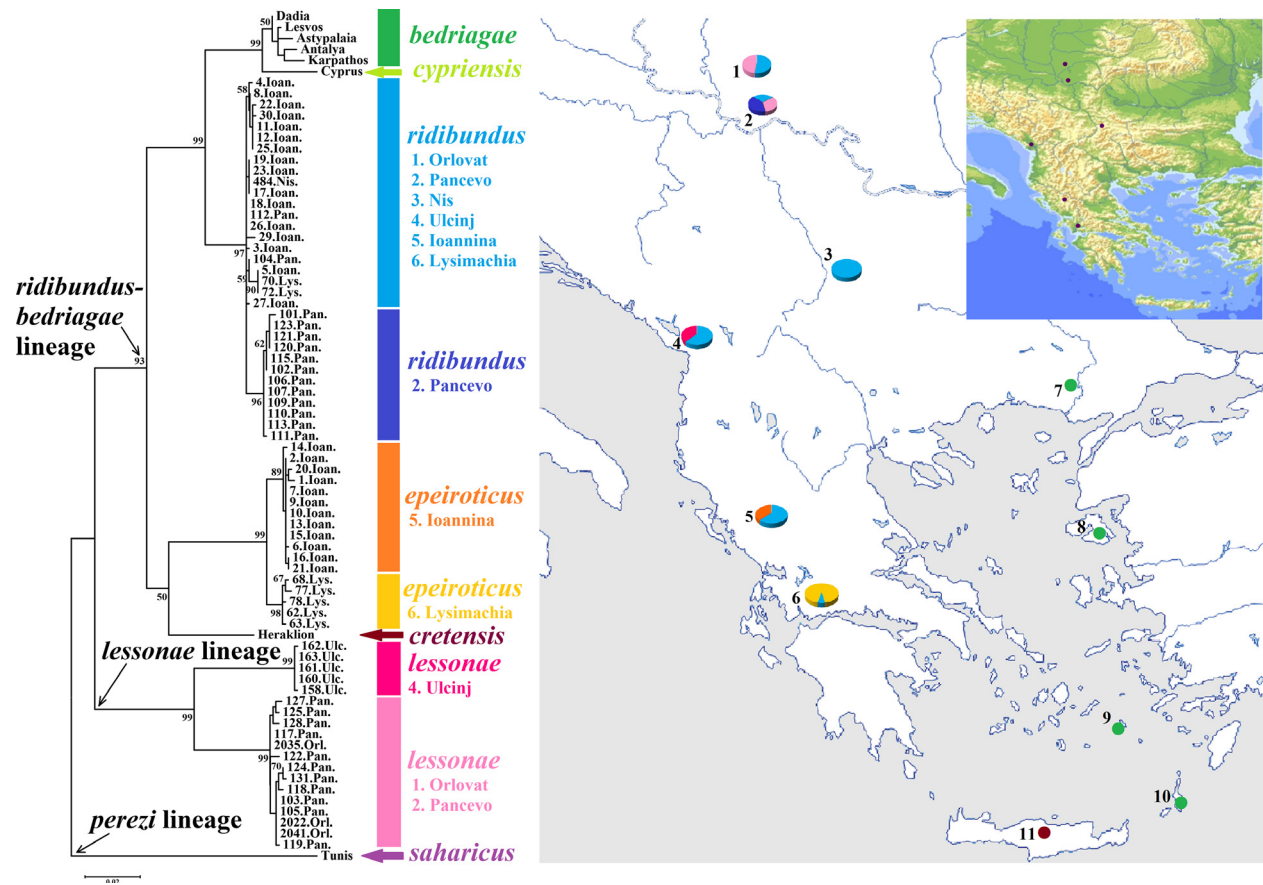 50
Dadia
Lesvos
Astypalaia
99
Antalya
Karpathos
Cyprus
4.Ioan.
58
8.Ioan.
22.Ioan.
30.Ioan.
11.Ioan.
12.Ioan.
99
25.Ioan.
19.Ioan.
23.Ioan.
484.Nis.
17.Ioan.
18.Ioan.
112.Pan.
26.Ioan.
29.Ioan.
97
3.Ioan.
104.Pan.
5.Ioan.
59
70.Lys.
90
72.Lys.
27.Ioan.
101.Pan.
123.Pan.
121.Pan.
62
120.Pan.
115.Pan.
93
102.Pan.
106.Pan.
107.Pan.
96
109.Pan.
110.Pan.
113.Pan.
111.Pan.
14.Ioan.
2.Ioan.
89
20.Ioan.
1.Ioan.
7.Ioan.
9.Ioan.
10.Ioan.
13.Ioan.
99
15.Ioan.
6.Ioan.
16.Ioan.
21.Ioan.
67
68.Lys.
77.Lys.
50
78.Lys.
98
62.Lys.
63.Lys.
Heraklion
162.Ulc.
99
163.Ulc.
161.Ulc.
160.Ulc.
158.Ulc.
127.Pan.
99
125.Pan.
128.Pan.
117.Pan.
2035.Orl.
99
122.Pan.
70
124.Pan.
131.Pan.
118.Pan.
103.Pan.
105.Pan.
2022.Orl.
2041.Orl.
119.Pan.
Tunis
0.02
ridibundus-
bedriagae
lineage
lessonae lineage
perezi lineage
bedriagae
cypriensis
ridibundus
1. Orlovat
2. Pancevo
3. Nis
4. Ulcinj
5. Ioannina
6. Lysimachia
ridibundus
2. Pancevo
epeiroticus
5. Ioannina
epeiroticus
6. Lysimachia
cretensis
lessonae
4. Ulcinj
lessonae
1. Orlovat
2. Pancevo
saharicus
1
2
3
4
5
6
7
8
9
10
11